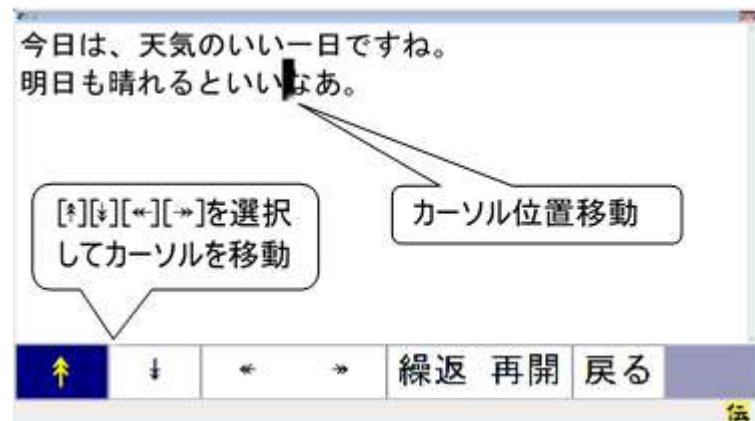 今日は、天気のいい一日ですね。
明日も晴れるといいなあ。
[↟][↡][↞][↠]を選択
してカーソルを移動
カーソル位置移動
↟ ↡ ↞ ↠ 繰返 再開 戻る
伝